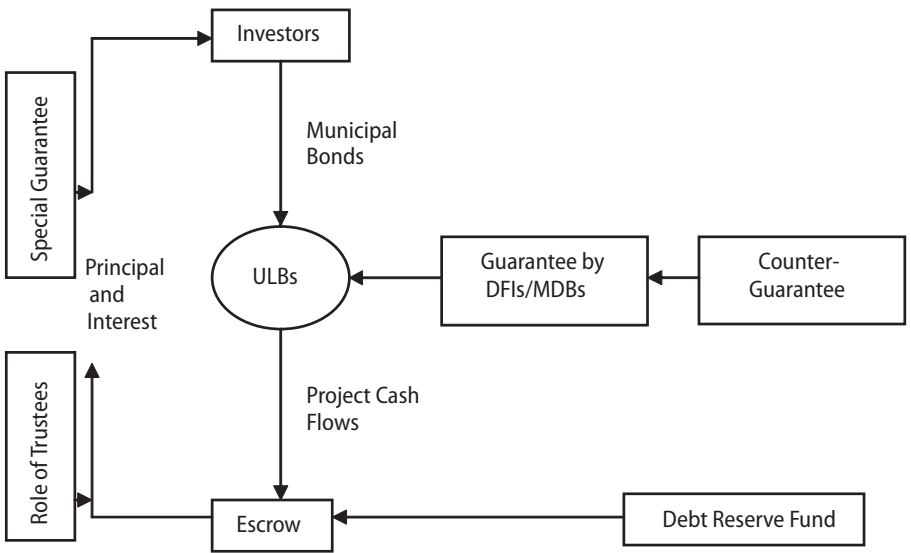 Investors
Special Guarantee
Municipal
Bonds
Principal
and
Interest
ULBs
Guarantee by
DFIs/MDBs
Counter-
Guarantee
Role of Trustees
Project Cash
Flows
Escrow
Debt Reserve Fund